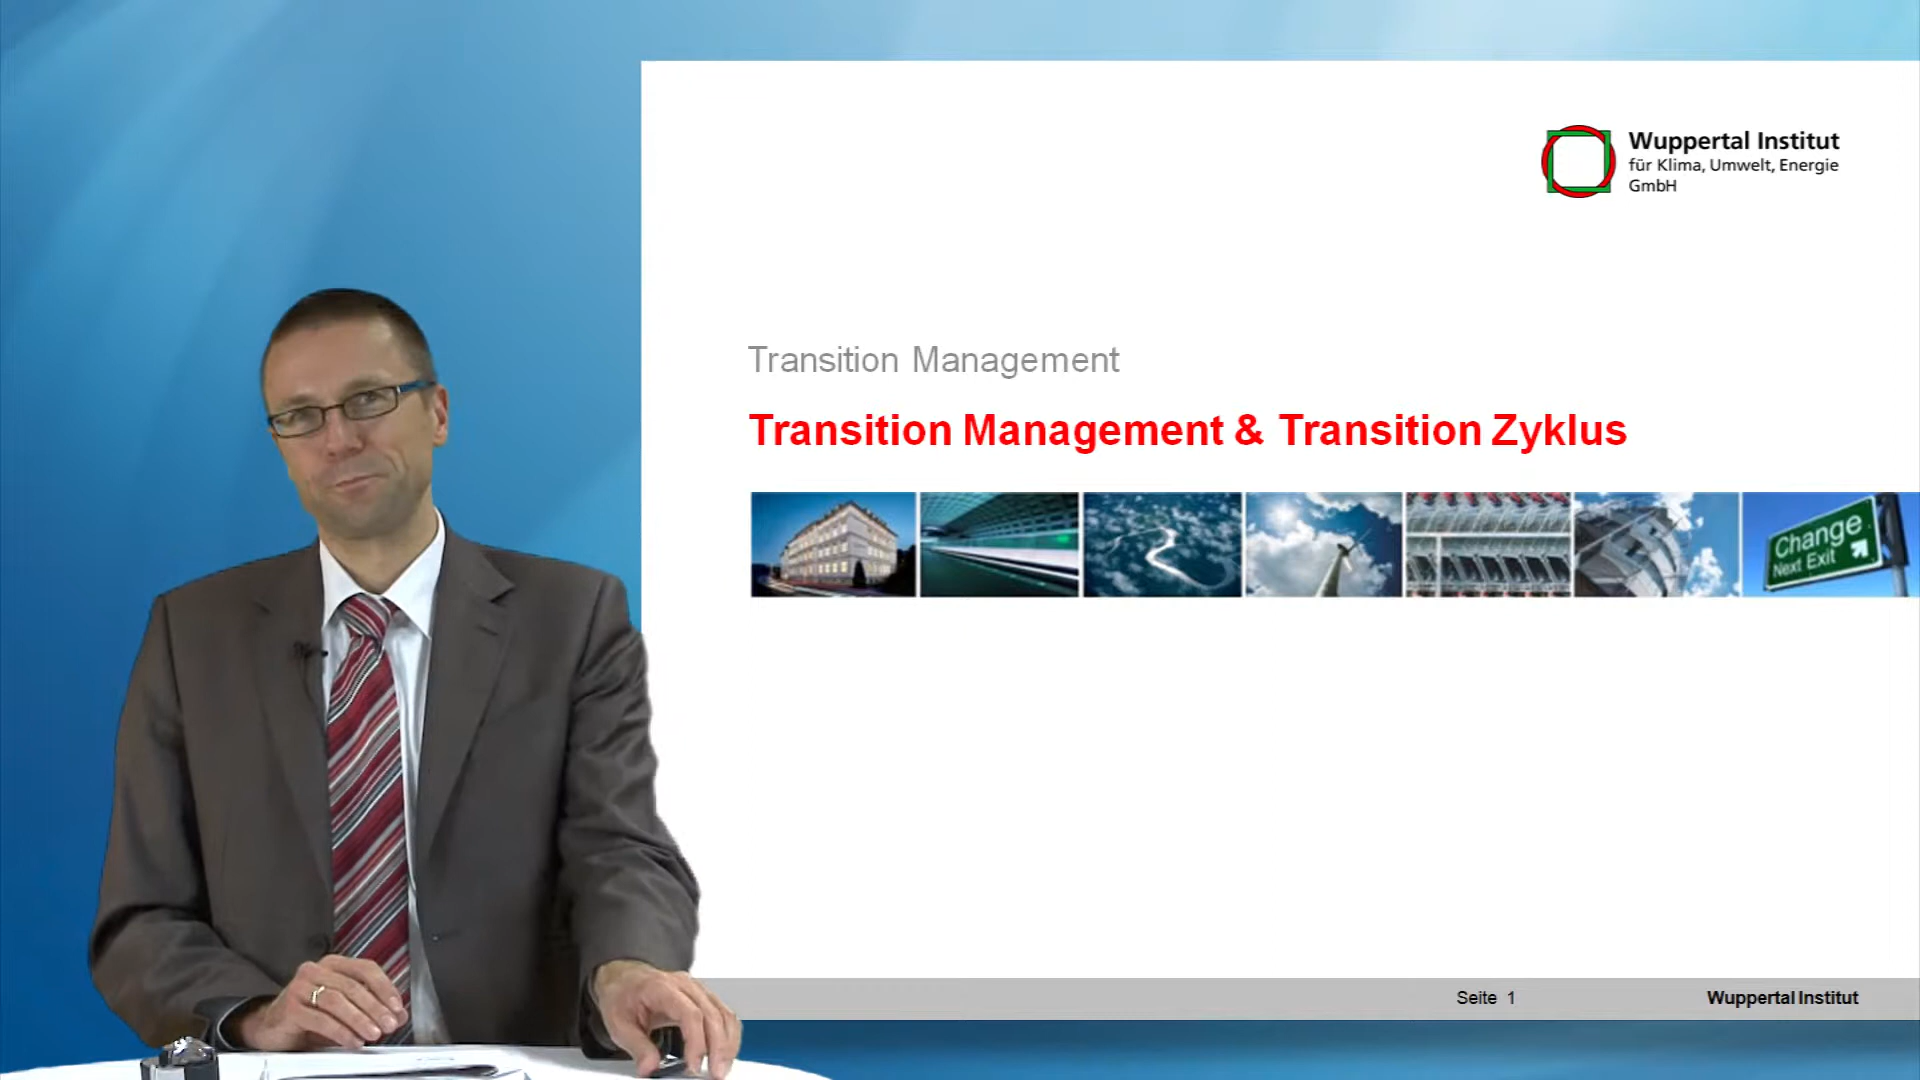 Wuppertal Institut
für Klima, Umwelt, Energie
GmbH
Transition Management
Transition Management & Transition Zyklus
Change
Next Exit
Seite 1
Wuppertal Institut